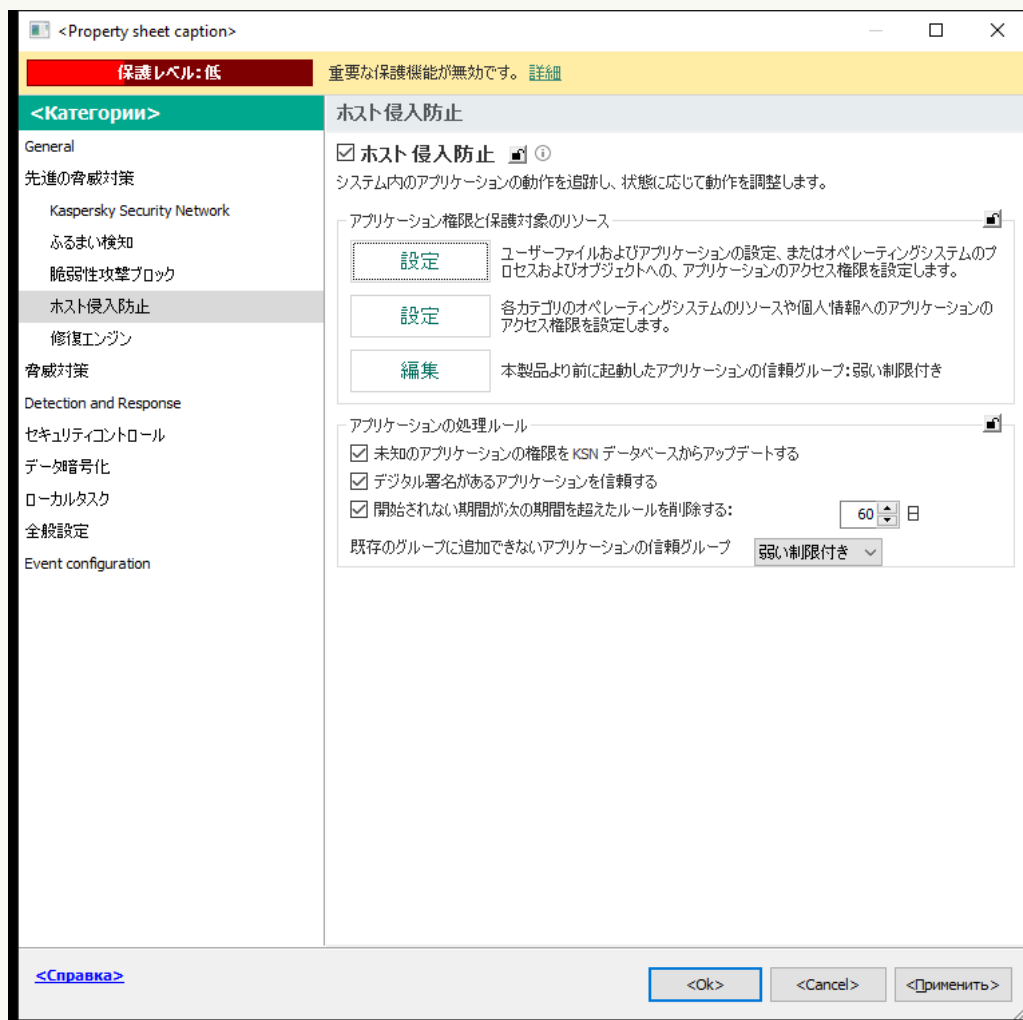 <Property sheet caption>
保護レベル：低
重要な保護機能が無効です。 詳細
<Категории>
General
先進の脅威対策
Kaspersky Security Network
ふるまい検知
脆弱性攻撃ブロック
ホスト侵入防止
修復エンジン
脅威対策
Detection and Response
セキュリティコントロール
データ暗号化
ローカルタスク
全般設定
Event configuration
ホスト侵入防止
ホスト侵入防止
システム内のアプリケーションの動作を追跡し、状態に応じて動作を調整します。
アプリケーション権限と保護対象のリソース
設定
ユーザーファイルおよびアプリケーションの設定、またはオペレーティングシステムのプ
ロセスおよびオブジェクトへの、アプリケーションのアクセス権限を設定します。
設定
各カテゴリのオペレーティングシステムのリソースや個人情報へのアプリケーションの
アクセス権限を設定します。
編集
本製品より前に起動したアプリケーションの信頼グループ：弱い制限付き
アプリケーションの処理ルール
未知のアプリケーションの権限を KSN データベースからアップデートする
デジタル署名があるアプリケーションを信頼する
開始されない期間が次の期間を超えたルールを削除する： 60 日
既存のグループに追加できないアプリケーションの信頼グループ 弱い制限付き
<Справка>
<Ok> <Cancel> <Применить>